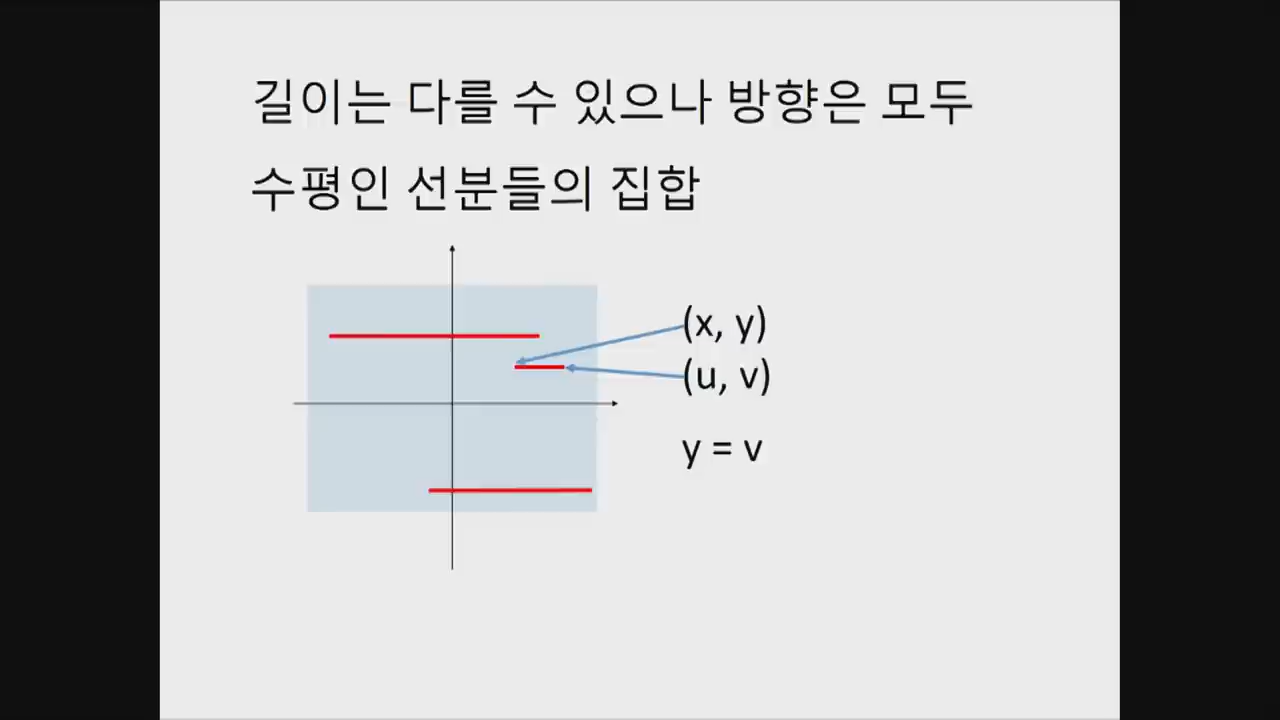 길이는 다를 수 있으나 방향은 모두
수평인 선분들의 집합
(x, y)
(u, v)
y = v